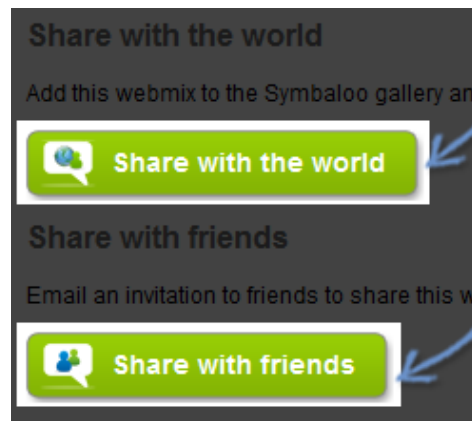 Share with the world
Add this webmix to the Symbaloo gallery an
Share with the world
Share with friends
Email an invitation to friends to share this w
Share with friends